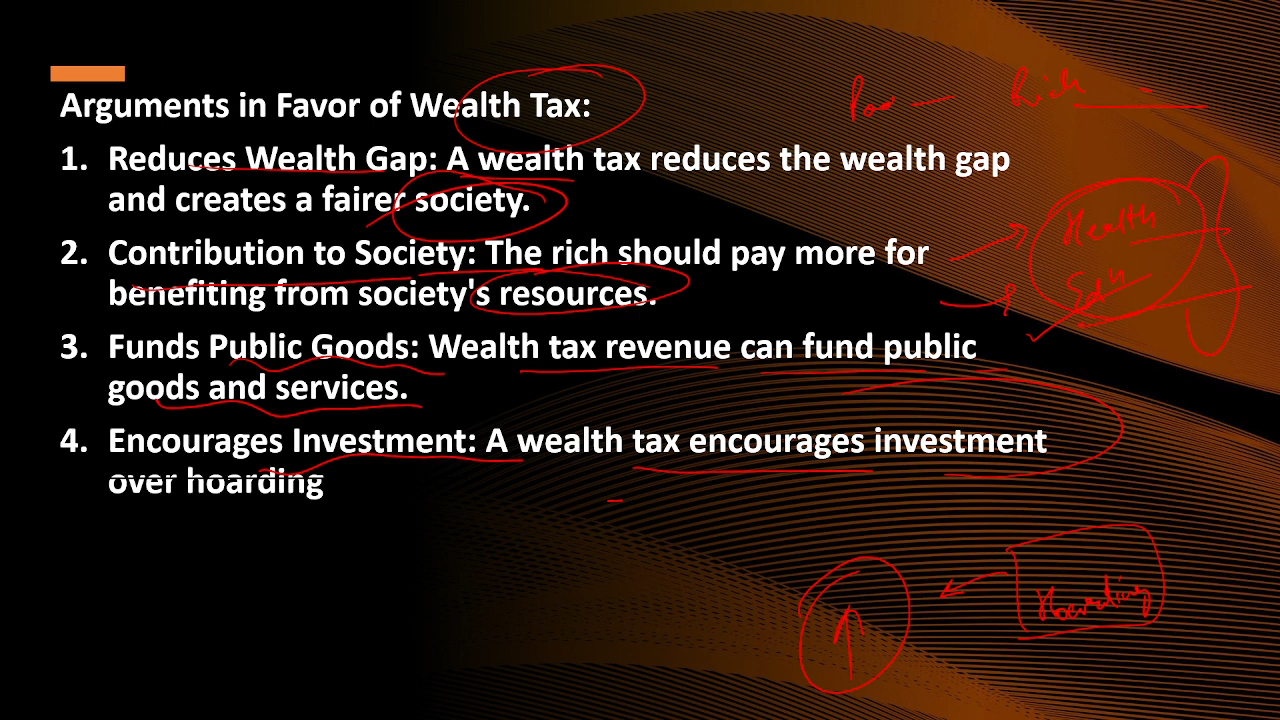 Arguments in Favor of Wealth Tax:
Poor — Rich
1. Reduces Wealth Gap: A wealth tax reduces the wealth gap
and creates a fairer society.
Health
2. Contribution to Society: The rich should pay more for
benefiting from society's resources.
Edn
3. Funds Public Goods: Wealth tax revenue can fund public
goods and services.
4. Encourages Investment: A wealth tax encourages investment
over hoarding
Hoarding